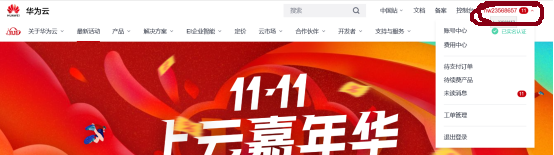 HUAWEI
华为云
搜索
中国站
文档
备案
控制台
hw23568657
11
关于华为云
最新活动
产品
解决方案
EI企业智能
定价
云市场
合作伙伴
开发者
支持与服务
账号中心
已实名认证
费用中心
待支付订单
待续费产品
未读消息
11
工单管理
退出登录
11·11
上云嘉年华